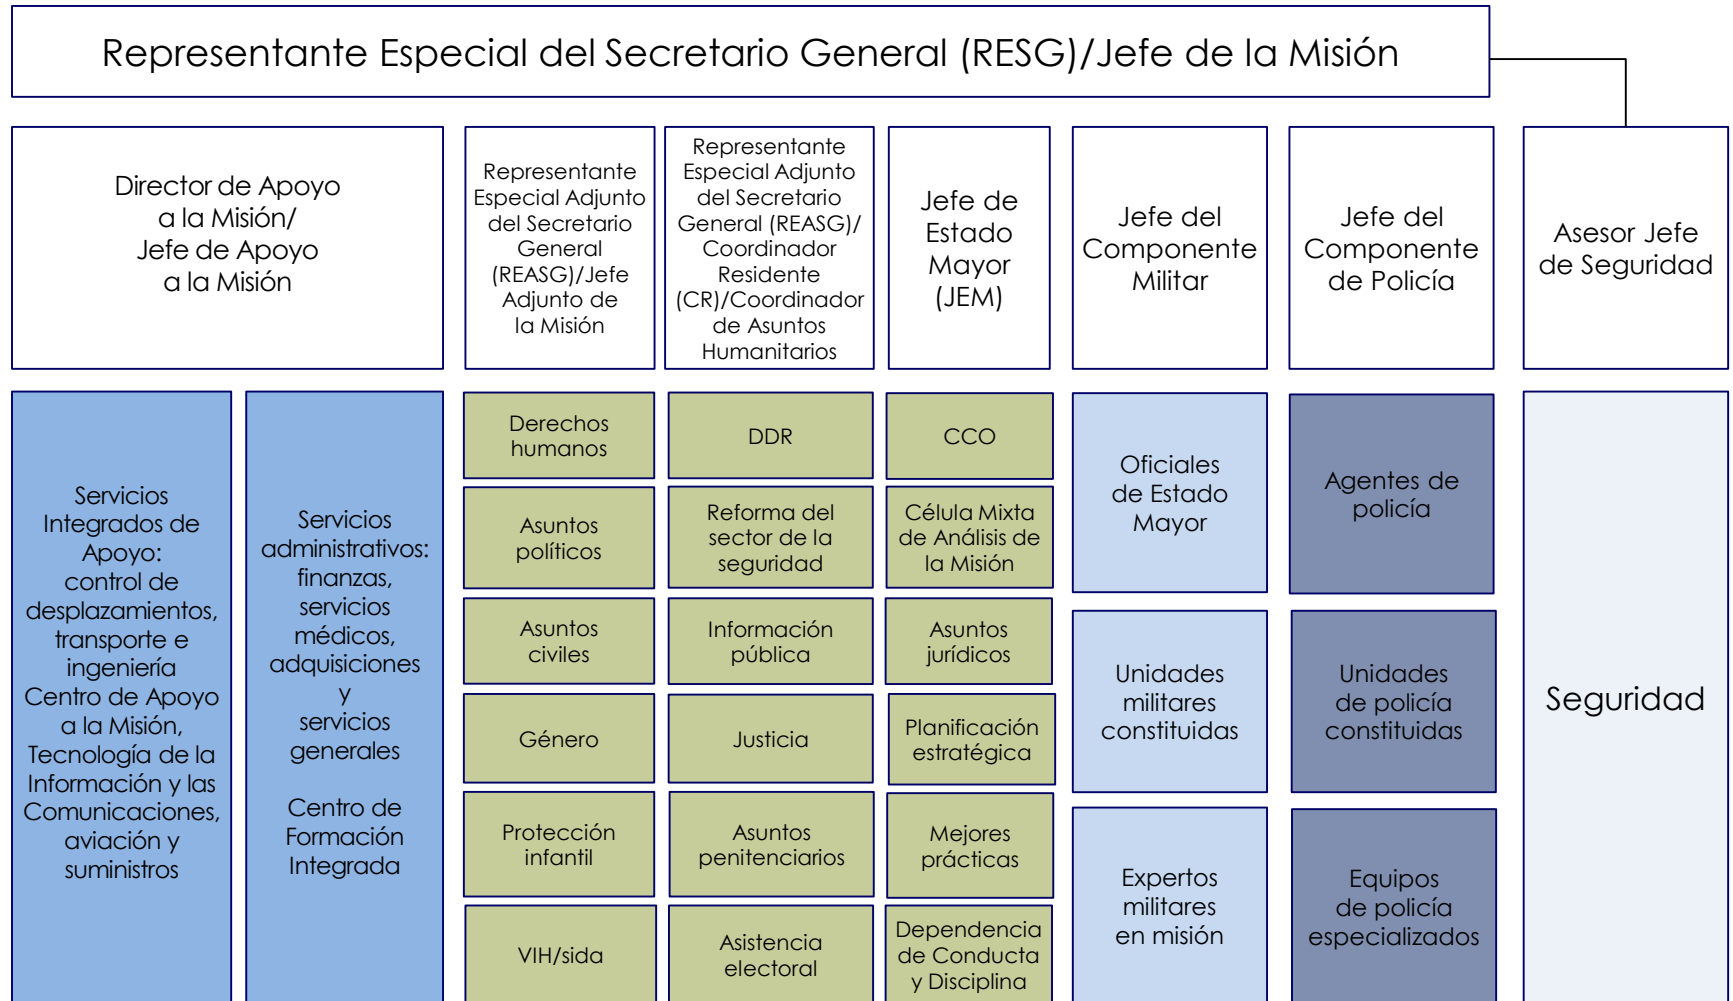 Representante Especial del Secretario General (RESG)/Jefe de la Misión
Director de Apoyo
a la Misión/
Jefe de Apoyo
a la Misión
Representante
Especial Adjunto
del Secretario
General
(REASG)/Jefe
Adjunto de
la Misión
Representante
Especial Adjunto
del Secretario
General (REASG)/
Coordinador
Residente
(CR)/Coordinador
de Asuntos
Humanitarios
Jefe de
Estado
Mayor
(JEM)
Jefe del
Componente
Militar
Jefe del
Componente
de Policía
Asesor Jefe
de Seguridad
Servicios
Integrados de
Apoyo:
control de
desplazamientos,
transporte e
ingeniería
Centro de Apoyo
a la Misión,
Tecnología de la
Información y las
Comunicaciones,
aviación y
suministros
Servicios
administrativos:
finanzas,
servicios
médicos,
adquisiciones
y
servicios
generales
Centro de
Formación
Integrada
Derechos
humanos
Asuntos
políticos
Asuntos
civiles
Género
Protección
infantil
VIH/sida
DDR
Reforma del
sector de la
seguridad
Información
pública
Justicia
Asuntos
penitenciarios
Asistencia
electoral
CCO
Célula Mixta
de Análisis de
la Misión
Asuntos
jurídicos
Planificación
estratégica
Mejores
prácticas
Dependencia
de Conducta
y Disciplina
Oficiales
de Estado
Mayor
Unidades
militares
constituidas
Expertos
militares
en misión
Agentes de
policía
Unidades
de policía
constituidas
Equipos
de policía
especializados
Seguridad